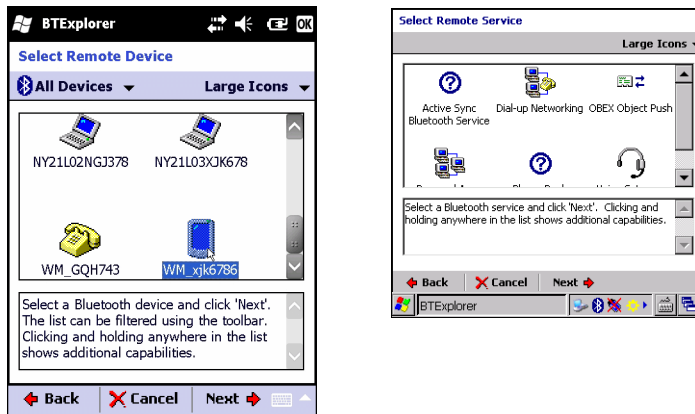 BTExplorer
OK
Select Remote Device
All Devices
Large Icons
NY21L02NGJ378
NY21L03XJK678
WM_GQH743
WM_xjk6786
Select a Bluetooth device and click 'Next'.
The list can be filtered using the toolbar.
Clicking and holding anywhere in the list
shows additional capabilities.
Back
Cancel
Next
Select Remote Service
Large Icons
Active Sync
Bluetooth Service
Dial-up Networking
OBEX Object Push
Select a Bluetooth service and click 'Next'. Clicking and
holding anywhere in the list shows additional capabilities.
Back
Cancel
Next
BTExplorer